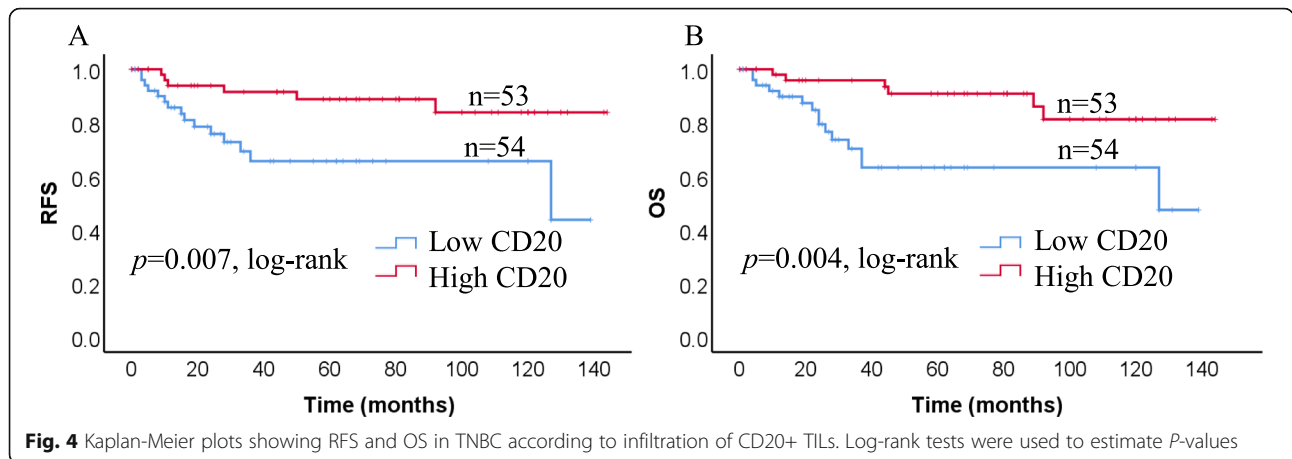 A
1.0
0.8
0.6
0.4
0.2
0.0
RFS
n=53
n=54
p=0.007, log-rank
Low CD20
High CD20
0 20 40 60 80 100 120 140
Time (months)
B
1.0
0.8
0.6
0.4
0.2
0.0
OS
n=53
n=54
p=0.004, log-rank
Low CD20
High CD20
0 20 40 60 80 100 120 140
Time (months)
Fig. 4 Kaplan-Meier plots showing RFS and OS in TNBC according to infiltration of CD20+ TILs. Log-rank tests were used to estimate P-values